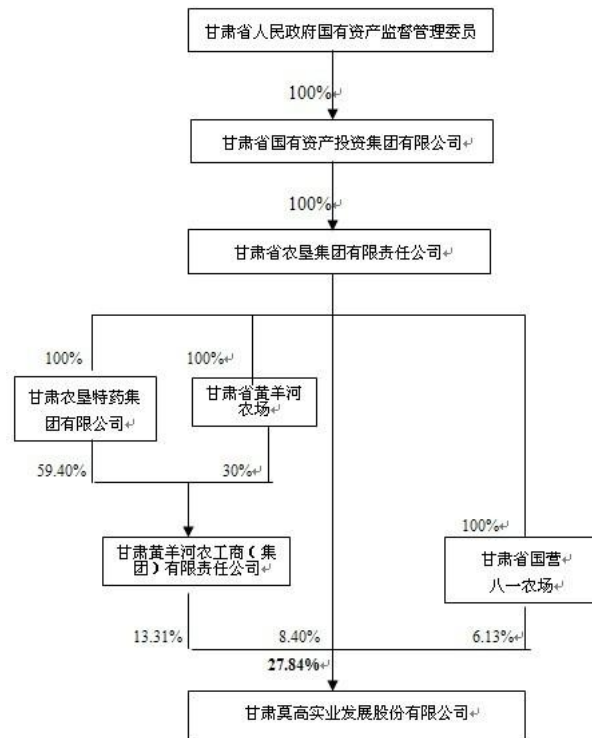 甘肃省人民政府国有资产监督管理委员
100%
甘肃省国有资产投资集团有限公司
100%
甘肃省农垦集团有限责任公司
100%
100%
100%
甘肃农垦特药集
团有限公司
甘肃省黄羊河
农场
59.40%
30%
甘肃黄羊河农工商（集
团）有限责任公司
甘肃省国营
八一农场
13.31%
8.40%
6.13%
27.84%
甘肃莫高实业发展股份有限公司